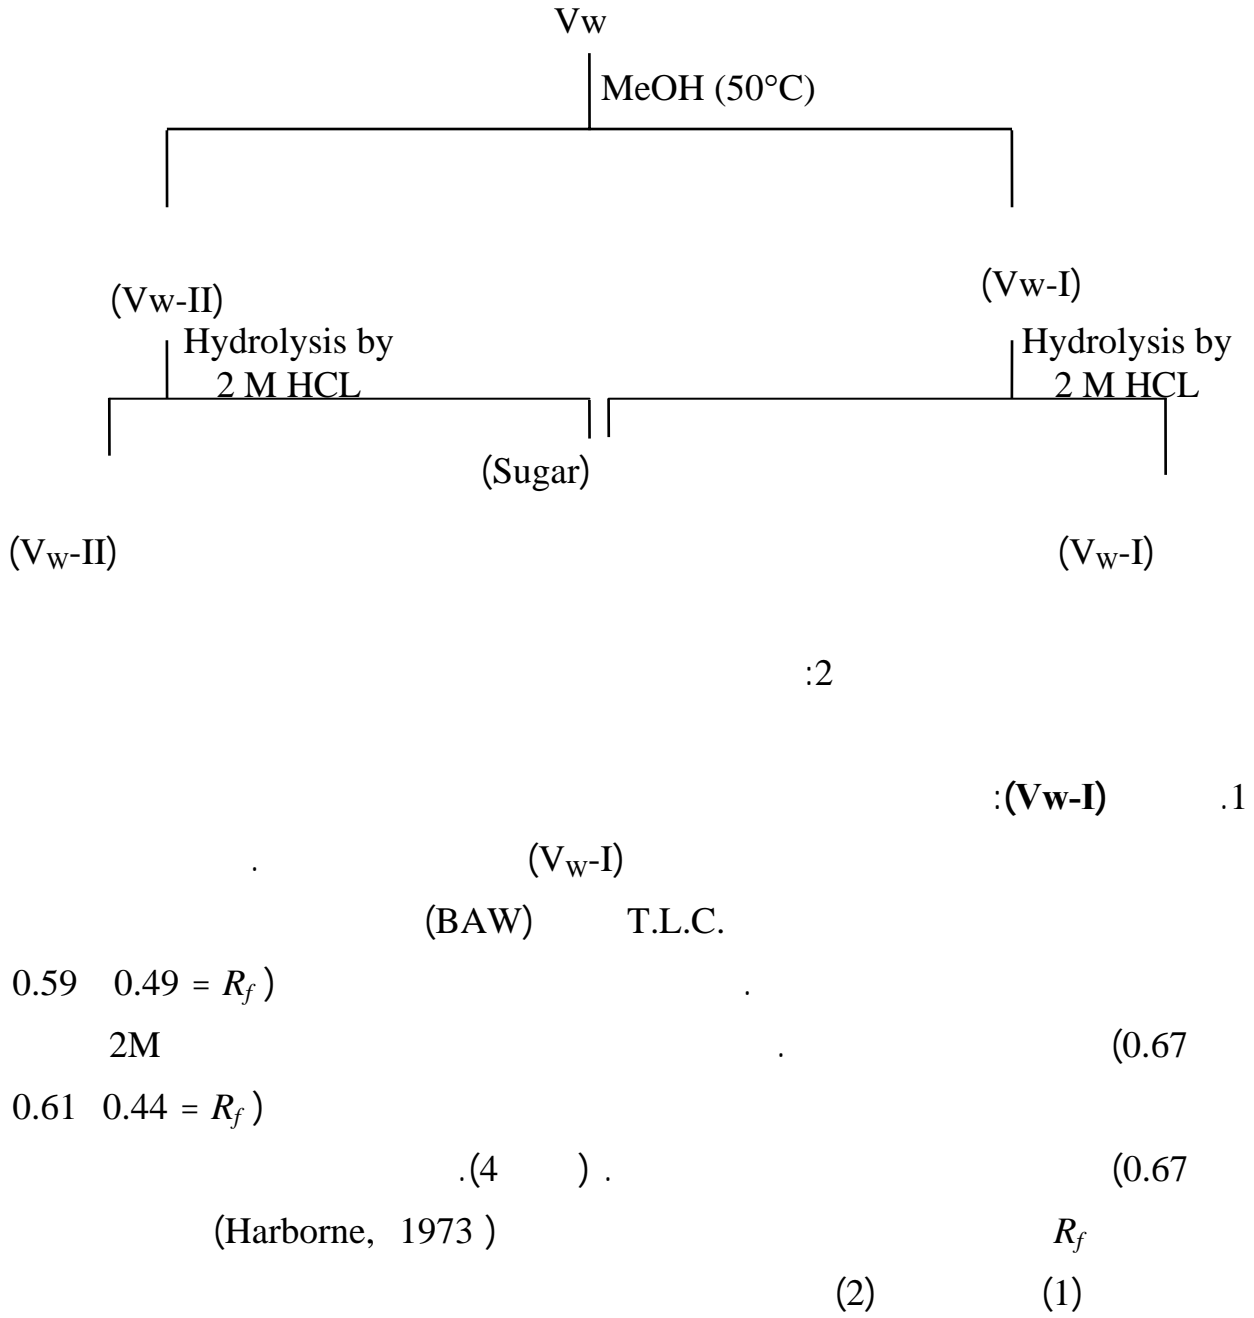 Vw
MeOH (50°C)
(Vw-II) (Vw-I)
Hydrolysis by Hydrolysis by
2 M HCL 2 M HCL
(Sugar)
(Vw-II) (Vw-I)
:2
1. (Vw-I):
(Vw-I) .
T.L.C. (BAW)
. (Rf = 0.49 0.59
0.67) . 2M
(Rf = 0.44 0.61
0.67) . ( 4).
Rf (Harborne, 1973)
(1) (2)